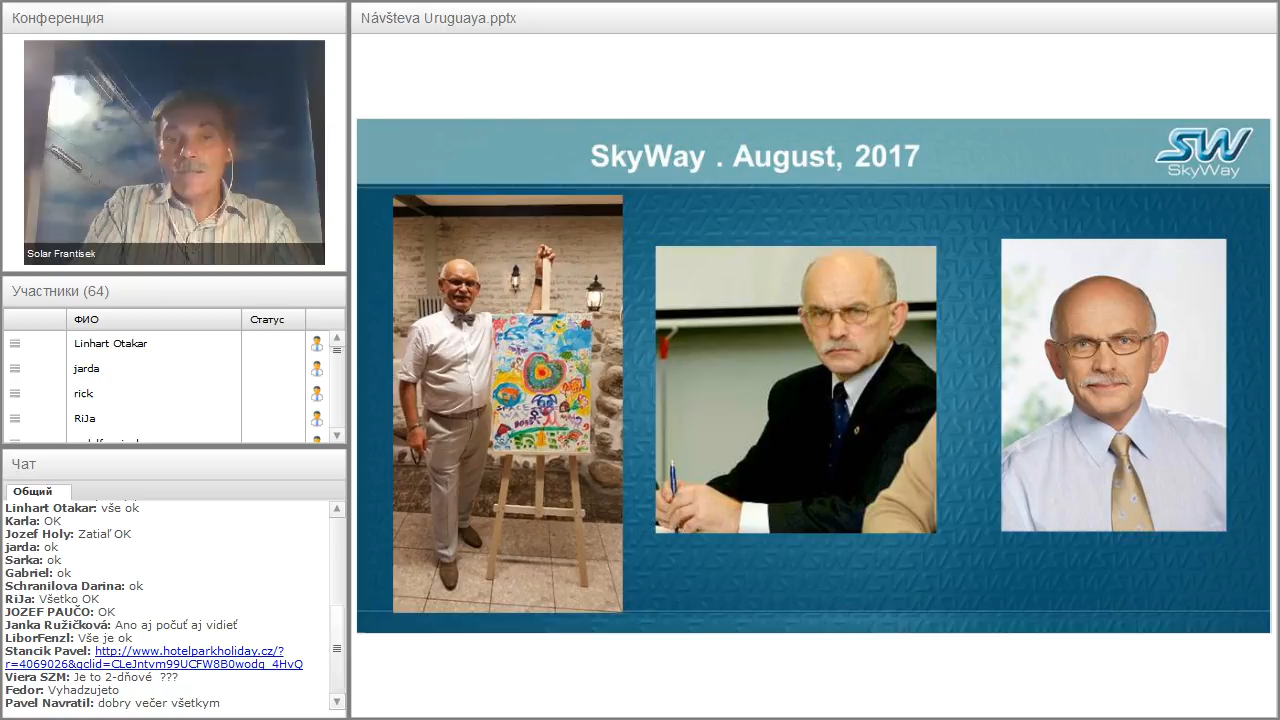 Конференция
Solar Frantisek
Участники (64)
ФИО
Статус
Linhart Otakar
jarda
rick
RiJa
Чат
Общий
Linhart Otakar: vše ok
Karla: OK
Jozef Holy: Zatiaľ OK
jarda: ok
Sarka: ok
Gabriel: ok
Schranilova Darina: ok
RiJa: Všetko OK
JOZEF PAUČO: OK
Janka Ružičková: Ano aj počuť aj vidieť
LiborFenzl: Vše je ok
Stancik Pavel: http://www.hotelparkholiday.cz/?
r=4069026&gclid=CLeJntvm99UCFW8B0wodg_4HvQ
Viera SZM: Je to 2-dňové ???
Fedor: Vyhadzujeto
Pavel Navratil: dobry večer všetkym
Návšteva Uruguaya.pptx
SkyWay . August, 2017
SW
SkyWay
SPACE